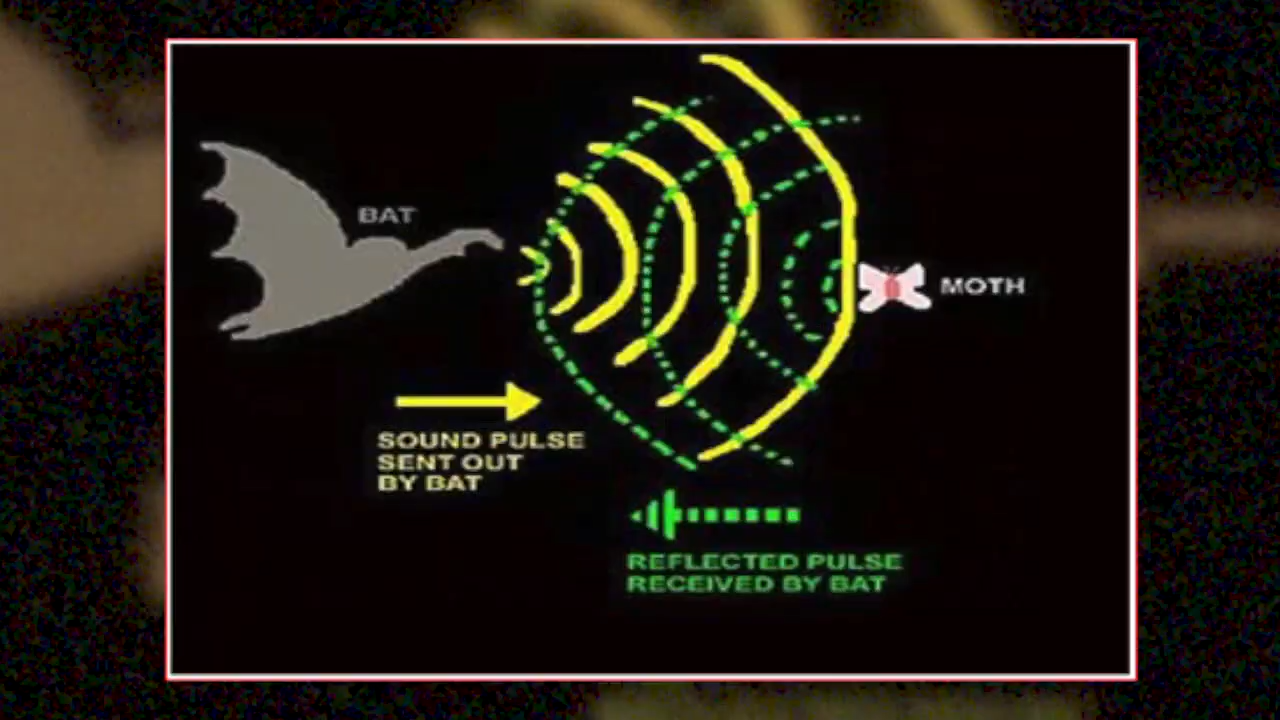 BAT
MOTH
SOUND PULSE
SENT OUT
BY BAT
REFLECTED PULSE
RECEIVED BY BAT